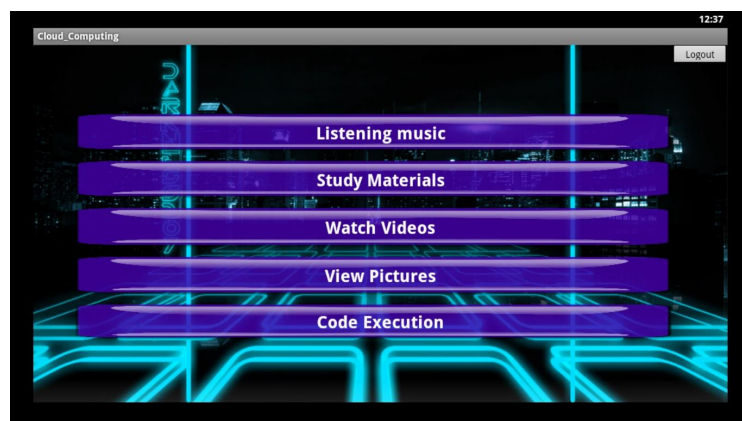 12:37
Cloud_Computing
Logout
Listening music
Study Materials
Watch Videos
View Pictures
Code Execution